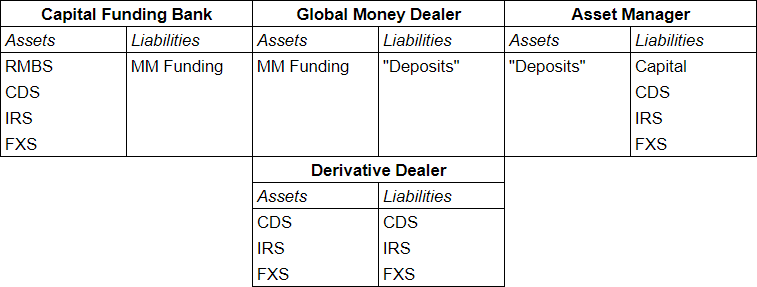 Capital Funding Bank Global Money Dealer Asset Manager
Assets Liabilities Assets Liabilities Assets Liabilities
RMBS MM Funding MM Funding "Deposits" "Deposits" Capital
CDS CDS
IRS IRS
FXS FXS
Derivative Dealer
Assets Liabilities
CDS CDS
IRS IRS
FXS FXS